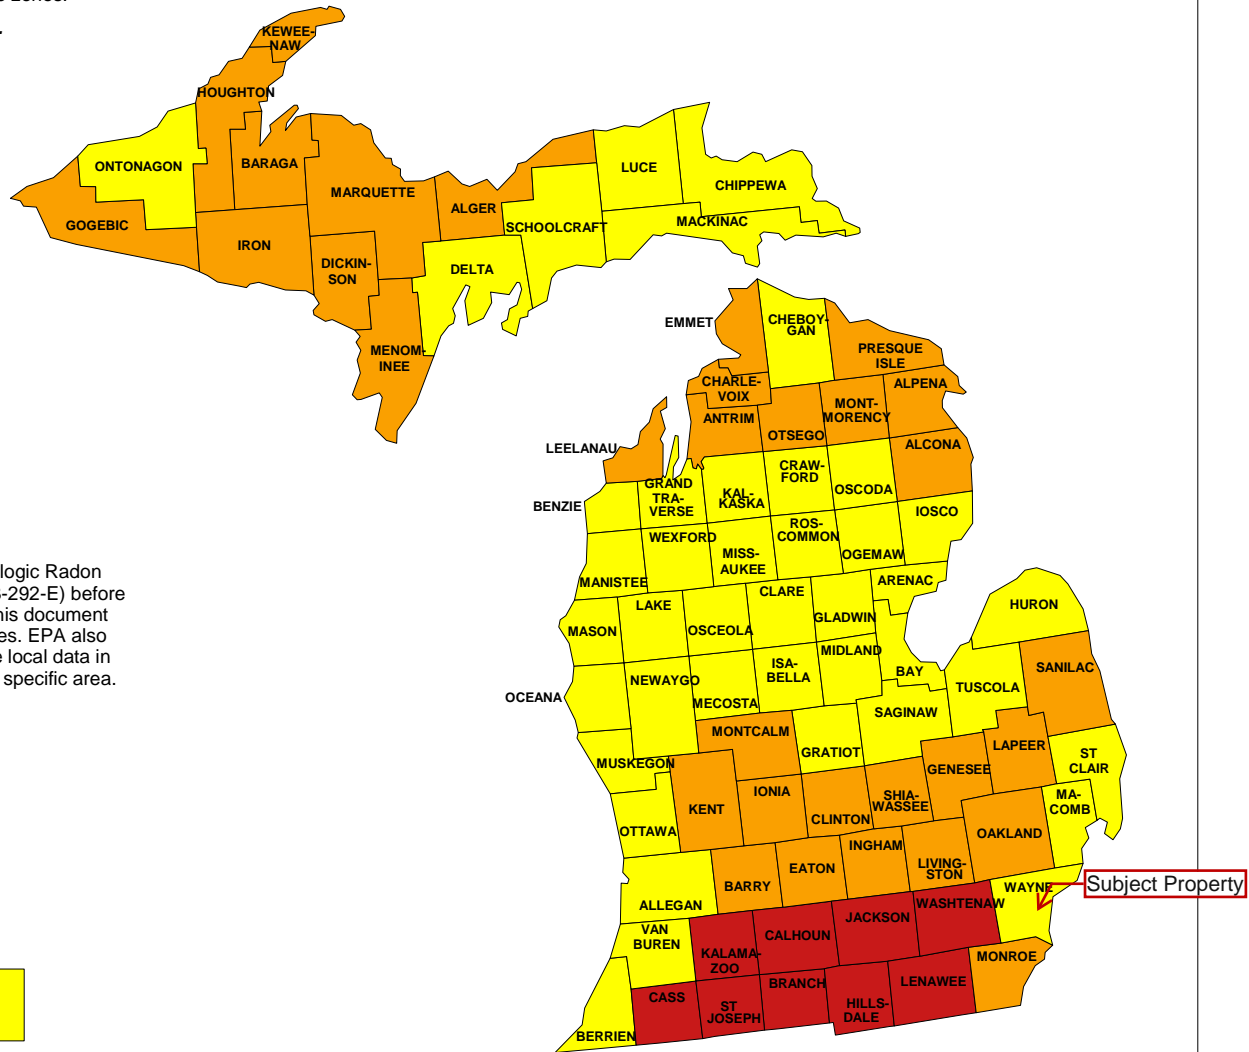 zones.
KEWEE-
NAW
HOUGHTON
ONTONAGON
BARAGA
MARQUETTE
GOGEBIC
IRON
DICKIN-
SON
ALGER
LUCE
CHIPPEWA
SCHOOLCRAFT
MACKINAC
DELTA
MENOM-
INEE
EMMET
CHEBOY-
GAN
PRESQUE
ISLE
CHARLE-
VOIX
ALPENA
ANTRIM
OTSEGO
MONT-
MORENCY
LEELANAU
ALCONA
BENZIE
GRAND
TRA-
VERSE
KAL-
KASKA
CRAW-
FORD
OSCODA
IOSCO
WEXFORD
MISS-
AUKEE
ROS-
COMMON
OGEMAW
MANISTEE
ARENAC
logic Radon
-292-E) before
his document
es. EPA also
e local data in
specific area.
MASON
LAKE
OSCEOLA
CLARE
GLADWIN
HURON
OCEANA
NEWAYGO
MECOSTA
ISA-
BELLA
MIDLAND
BAY
TUSCOLA
SANILAC
MUSKEGON
MONTCALM
GRATIOT
SAGINAW
GENESEE
LAPEER
ST
CLAIR
OTTAWA
KENT
IONIA
CLINTON
SHIA-
WASSEE
OAKLAND
MA-
COMB
ALLEGAN
BARRY
EATON
INGHAM
LIVING-
STON
WAYNE
Subject Property
VAN
BUREN
KALAMA-
ZOO
CALHOUN
JACKSON
WASHTENAW
BERRIEN
CASS
ST
JOSEPH
BRANCH
HILLS-
DALE
LENAWEE
MONROE